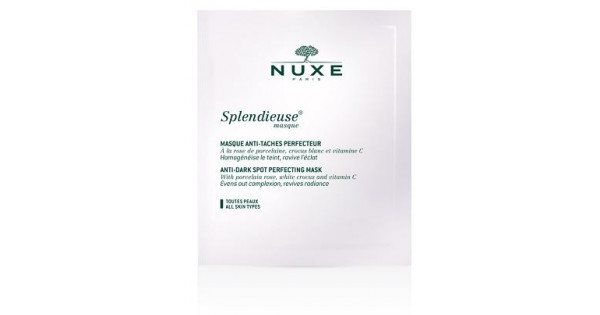 NUXE
PARIS
Splendieuse®
masque
MASQUE ANTI-TACHES PERFECTEUR
À la rose de porcelaine, crocus blanc et vitamine C
Homogénéise le teint, ravive l'éclat
ANTI-DARK SPOT PERFECTING MASK
With porcelain rose, white crocus and vitamin C
Evens out complexion, revives radiance
TOUTES PEAUX
ALL SKIN TYPES